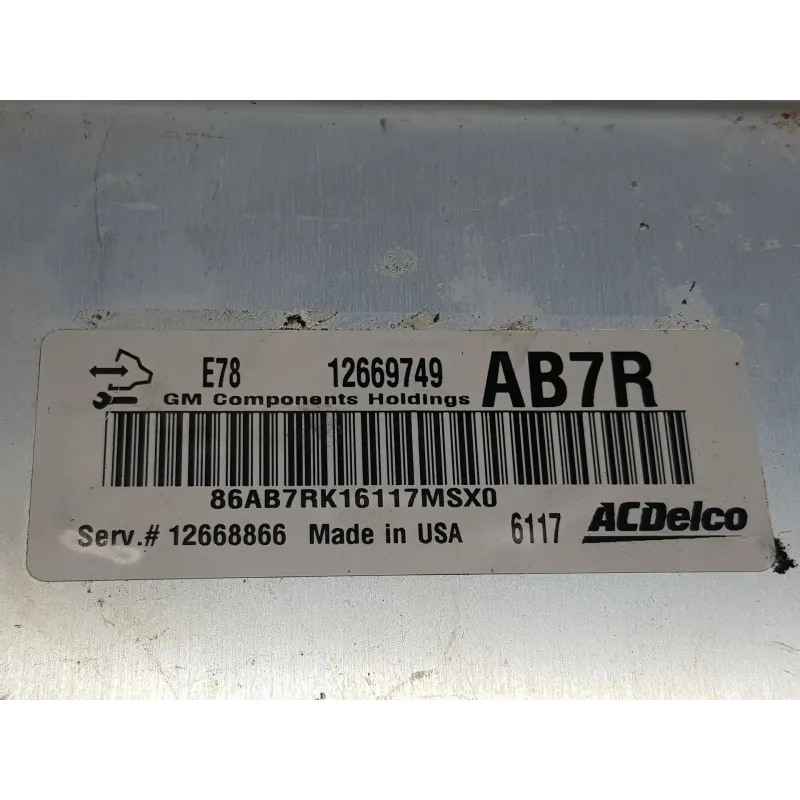 E78 12669749 AB7R
GM Components Holdings
86AB7RK16117MSX0
Serv.# 12668866 Made in USA 6117 ACDelco